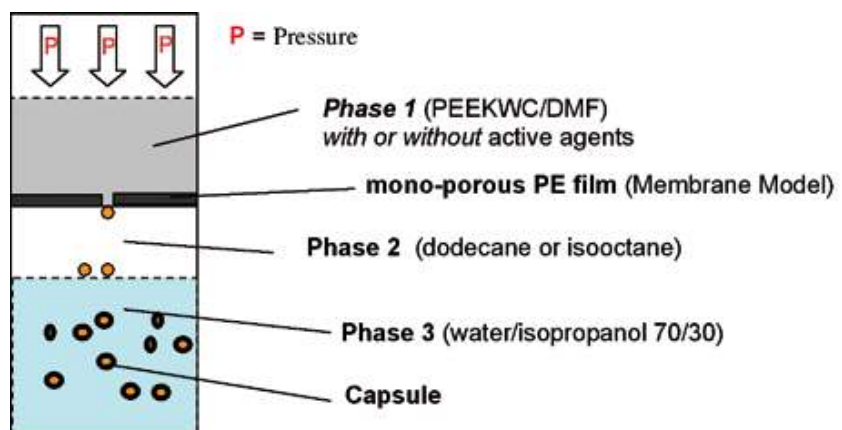 P P P
P = Pressure
Phase 1 (PEEKWC/DMF)
with or without active agents
mono-porous PE film (Membrane Model)
Phase 2 (dodecane or isooctane)
Phase 3 (water/isopropanol 70/30)
Capsule